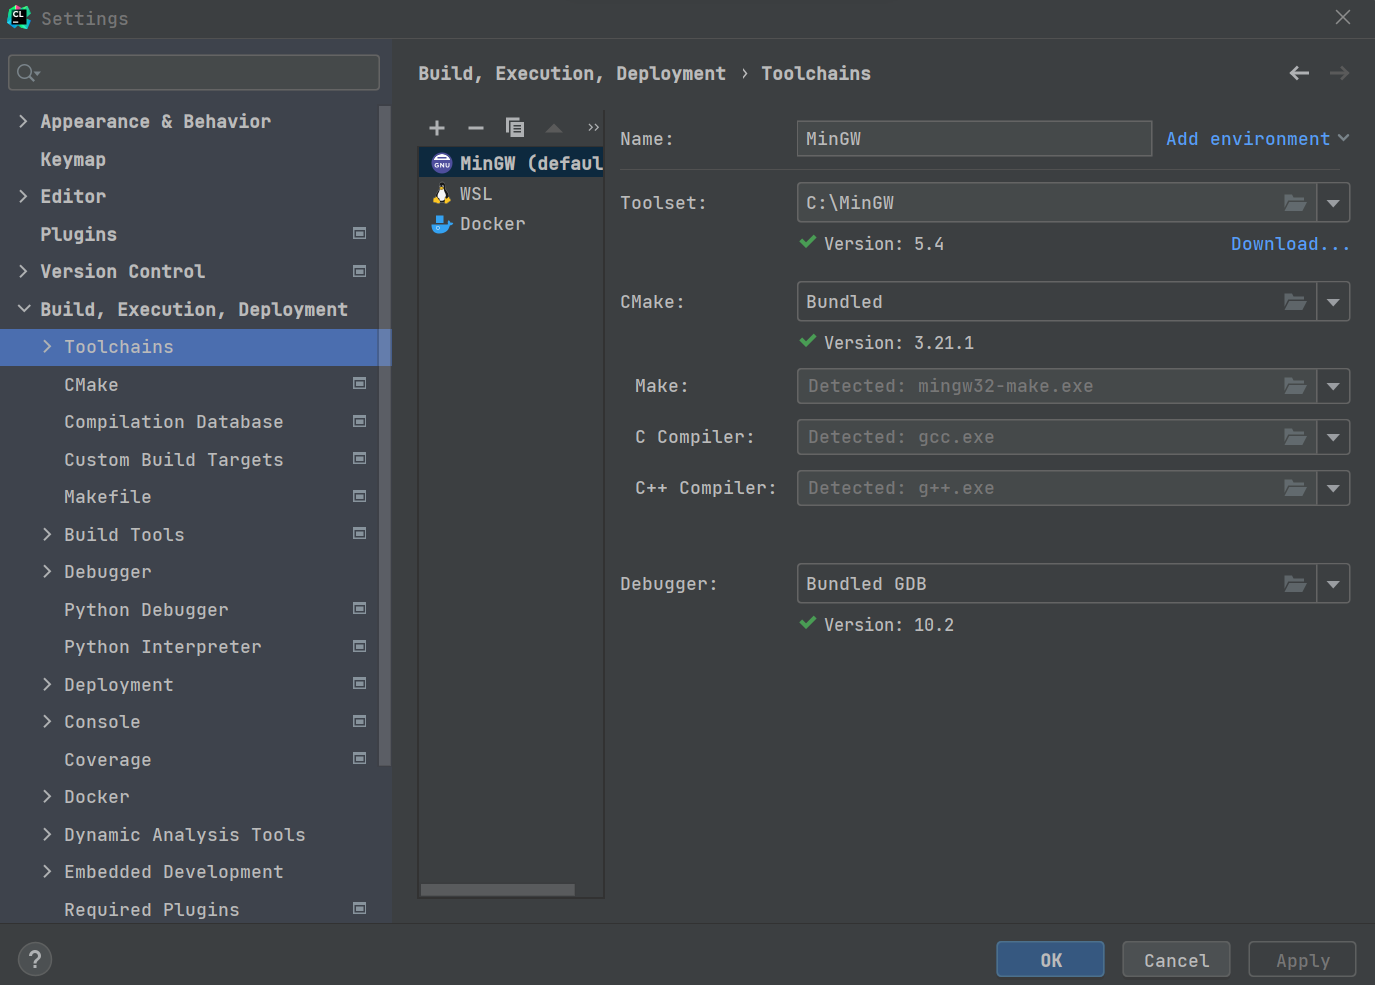 CL
Settings
Appearance & Behavior
Keymap
Editor
Plugins
Version Control
Build, Execution, Deployment
Toolchains
CMake
Compilation Database
Custom Build Targets
Makefile
Build Tools
Debugger
Python Debugger
Python Interpreter
Deployment
Console
Coverage
Docker
Dynamic Analysis Tools
Embedded Development
Required Plugins
Build, Execution, Deployment › Toolchains
GNU MinGW (defaul
WSL
Docker
Name: MinGW Add environment
Toolset: C:\MinGW
Version: 5.4 Download...
CMake: Bundled
Version: 3.21.1
Make: Detected: mingw32-make.exe
C Compiler: Detected: gcc.exe
C++ Compiler: Detected: g++.exe
Debugger: Bundled GDB
Version: 10.2
? OK Cancel Apply